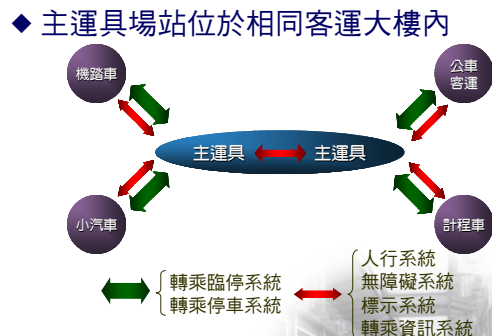 ◆ 主運具場站位於相同客運大樓內
機踏車
公車
客運
主運具 主運具
小汽車
計程車
轉乘臨停系統
轉乘停車系統
人行系統
無障礙系統
標示系統
轉乘資訊系統